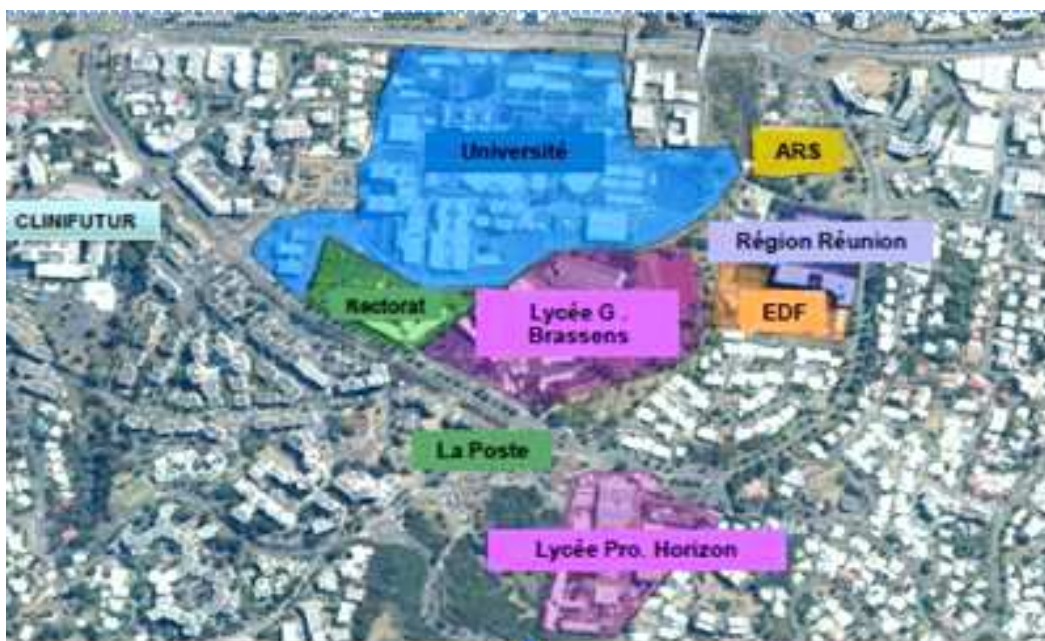 Université
ARS
CLINIFUTUR
Région Réunion
Rectorat
Lycée G .
Brassens
EDF
La Poste
Lycée Pro. Horizon